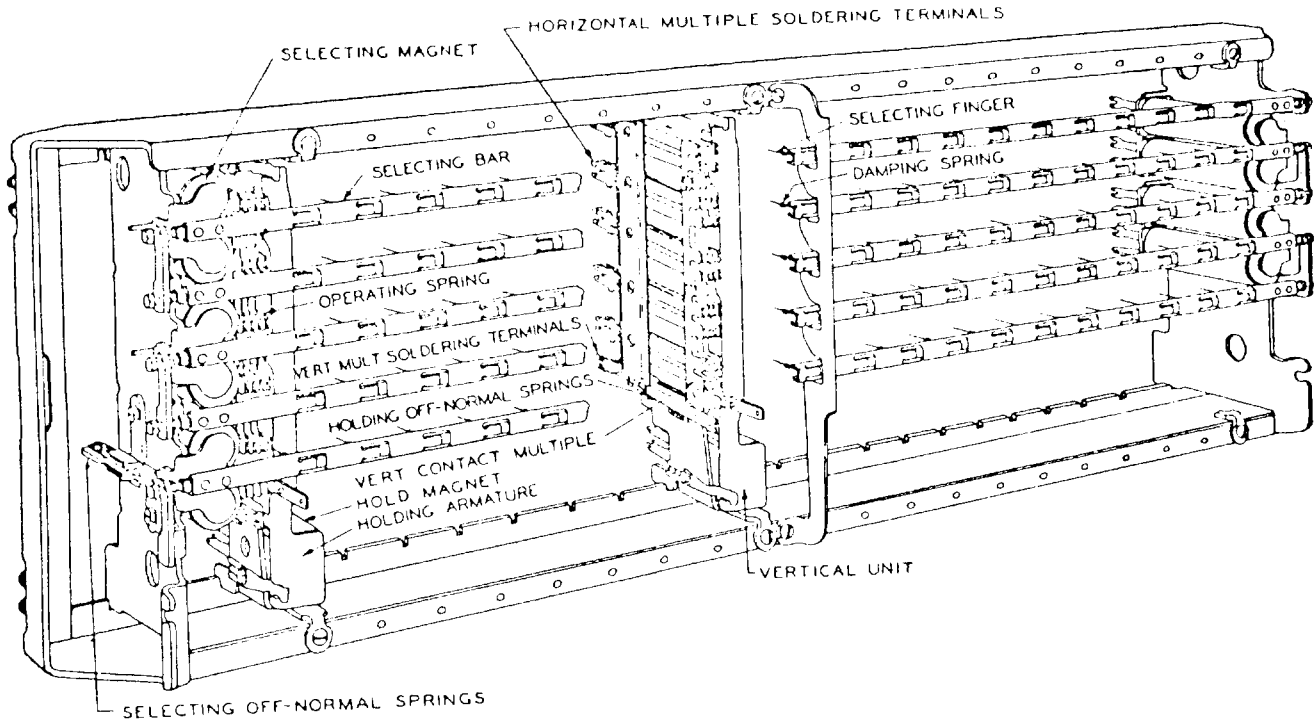 HORIZONTAL MULTIPLE SOLDERING TERMINALS
SELECTING MAGNET
SELECTING FINGER
SELECTING BAR
DAMPING SPRING
OPERATING SPRING
VERT MULT SOLDERING TERMINALS
HOLDING OFF-NORMAL SPRINGS
VERT CONTACT MULTIPLE
HOLD MAGNET
HOLDING ARMATURE
VERTICAL UNIT
SELECTING OFF-NORMAL SPRINGS